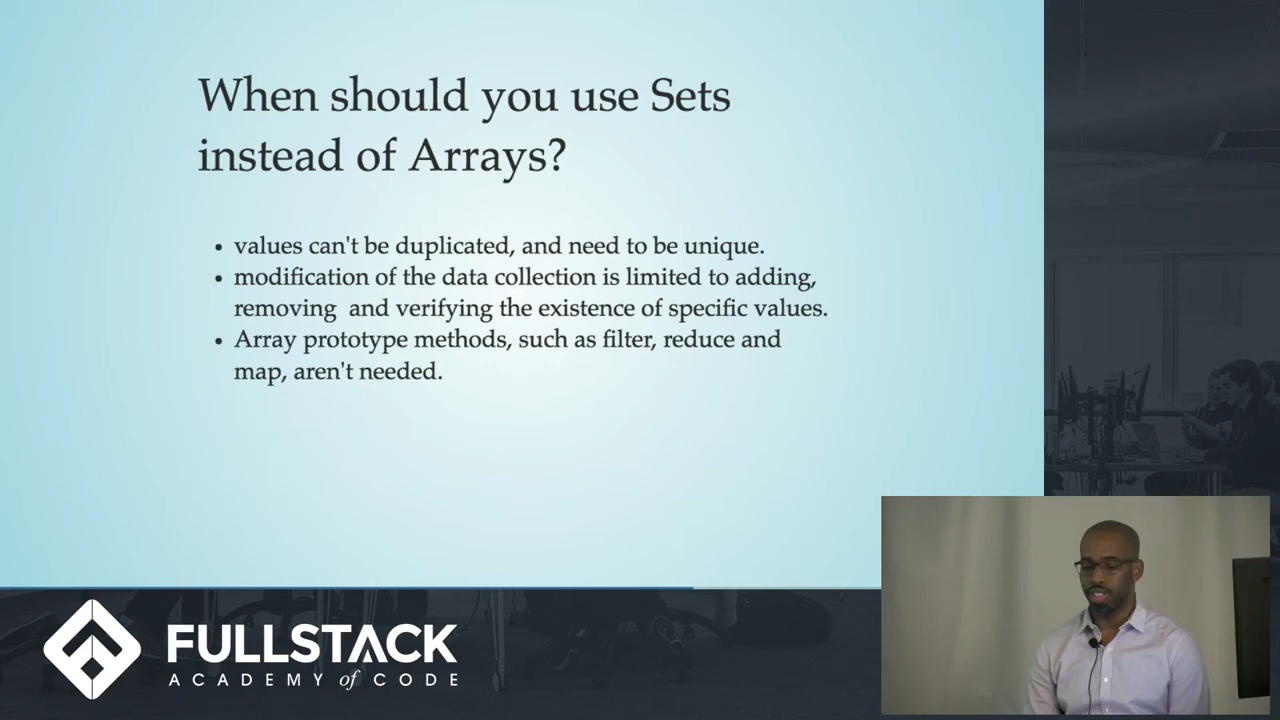 When should you use Sets
instead of Arrays?
• values can't be duplicated, and need to be unique.
• modification of the data collection is limited to adding,
removing  and verifying the existence of specific values.
• Array prototype methods, such as filter, reduce and
map, aren't needed.
FULLSTACK
ACADEMY of CODE